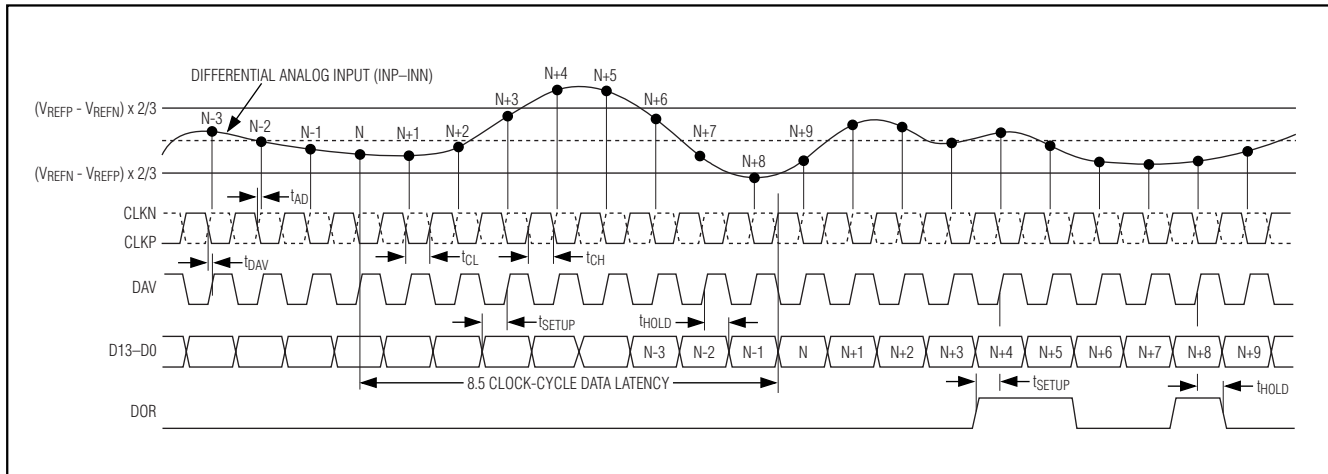 DIFFERENTIAL ANALOG INPUT (INP–INN)
(VREFP - VREFN) x 2/3
N-3
N-2
N-1
N
N+1
N+2
N+3
N+4
N+5
N+6
N+7
N+8
N+9
(VREFN - VREFP) x 2/3
tAD
CLKN
CLKP
tDAV
tCL
tCH
DAV
tSETUP
tHOLD
D13–D0
N-3
N-2
N-1
N
N+1
N+2
N+3
N+4
N+5
N+6
N+7
N+8
N+9
8.5 CLOCK-CYCLE DATA LATENCY
tSETUP
tHOLD
DOR